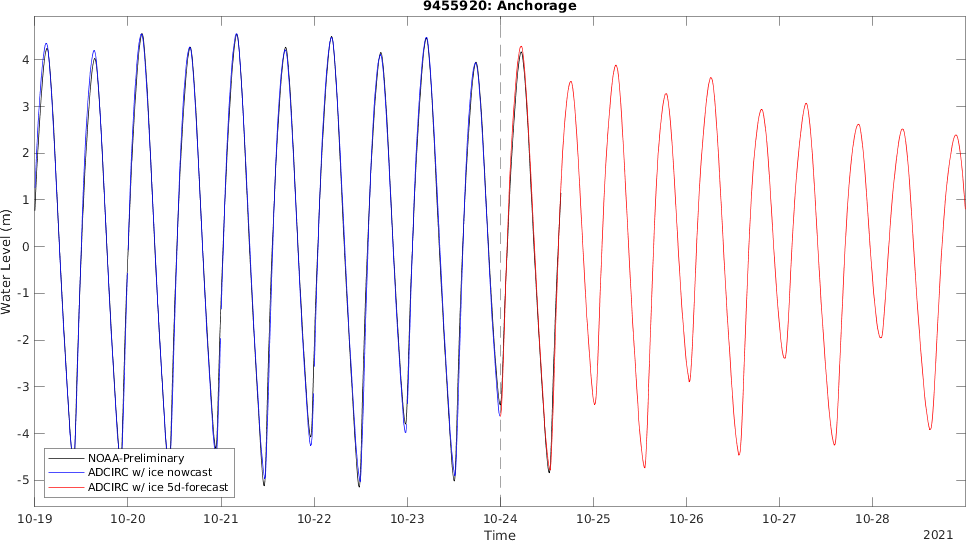 9455920: Anchorage
Water Level (m)
4
3
2
1
0
-1
-2
-3
-4
-5
NOAA-Preliminary
ADCIRC w/ ice nowcast
ADCIRC w/ ice 5d-forecast
10-19 10-20 10-21 10-22 10-23 10-24 10-25 10-26 10-27 10-28
Time
2021